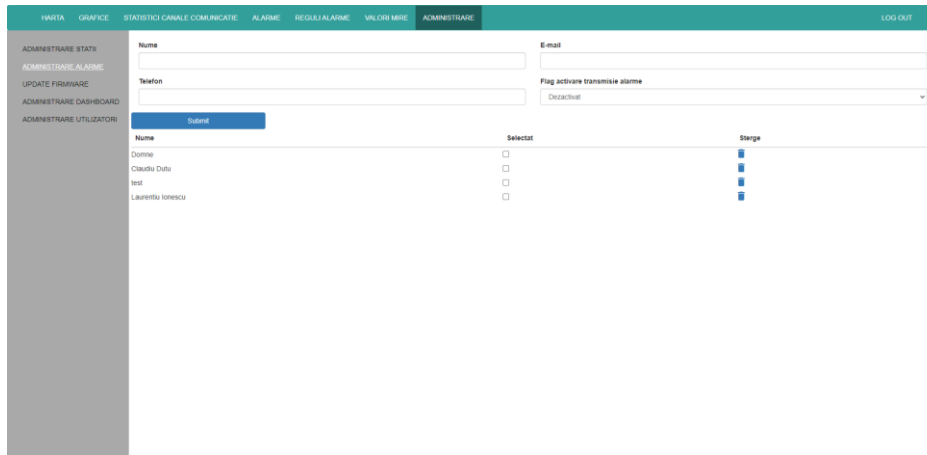 HARTA GRAFICE STATISTICI CANALE COMUNICATIE ALARME REGULI ALARME VALORI MIRE ADMINISTRARE LOG OUT
ADMINISTRARE STATII
ADMINISTRARE ALARME
UPDATE FIRMWARE
ADMINISTRARE DASHBOARD
ADMINISTRARE UTILIZATORI
Nume E-mail
Telefon Flag activare transmisie alarme
Dezactivat
Submit
Nume Selectat Sterge
Domne
Claudiu Dutu
test
Laurentiu Ionescu